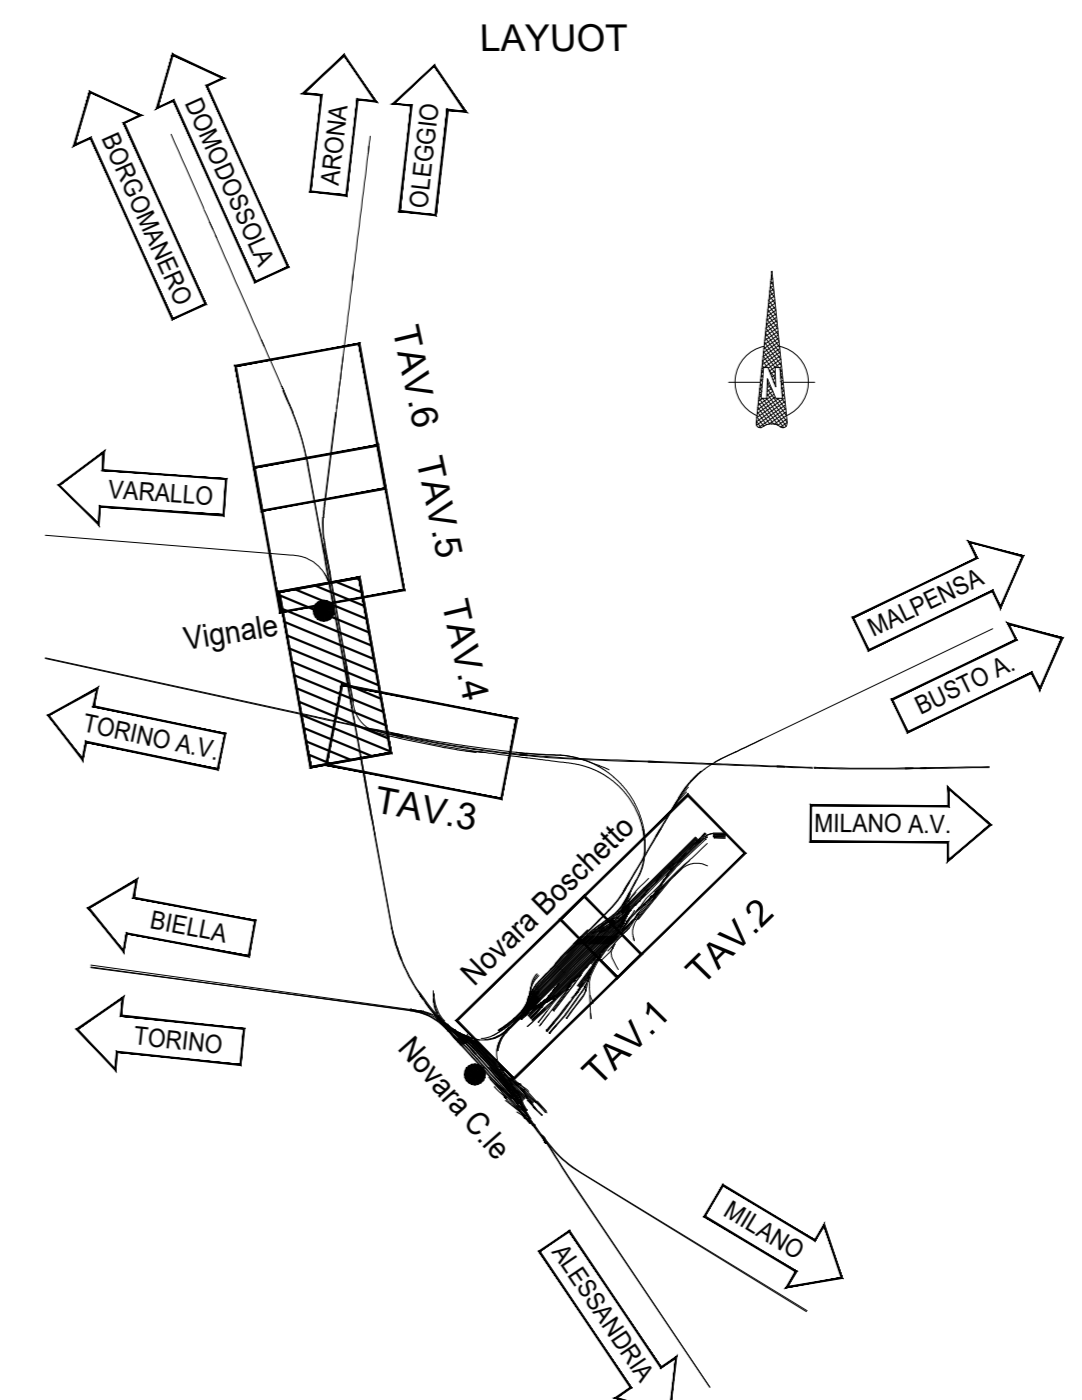 LAYUOT
BORGOMANERO
DOMODOSSOLA
ARONA
OLEGGIO
N
TAV.6
VARALLO
TAV.5
MALPENSA
Vignale
TAV.4
BUSTO A.
TORINO A.V.
TAV.3
MILANO A.V.
Novara Boschetto
BIELLA
TAV.2
TORINO
TAV.1
Novara C.le
MILANO
ALESSANDRIA